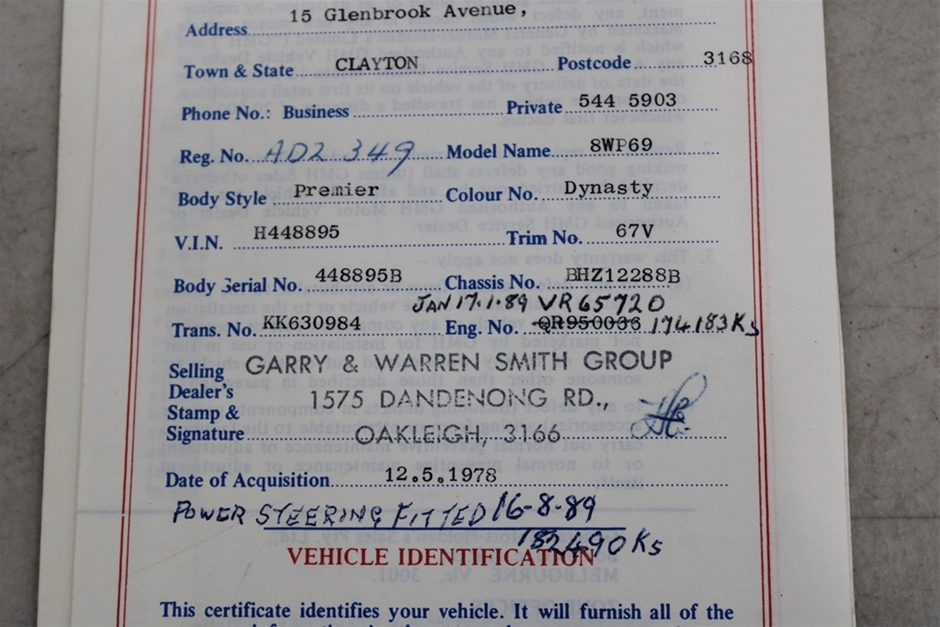 15 Glenbrook Avenue,
Address
Town & State CLAYTON Postcode 3168
Phone No.: Business Private 544 5903
Reg. No. AD2 349 Model Name 8WP69
Body Style Premier Colour No. Dynasty
V.I.N. H448895 Trim No. 67V
Body Serial No. 448895B Chassis No. BHZ12288B
JAN 17.1.89 VR65720
Trans. No. KK630984 Eng. No. QR950036 174183Ks
Selling GARRY & WARREN SMITH GROUP
Dealer's 1575 DANDENONG RD.,
Stamp &
Signature OAKLEIGH, 3166
Date of Acquisition 12.5.1978
POWER STEERING FITTED 16-8-89
182490 Ks
VEHICLE IDENTIFICATION
This certificate identifies your vehicle. It will furnish all of the